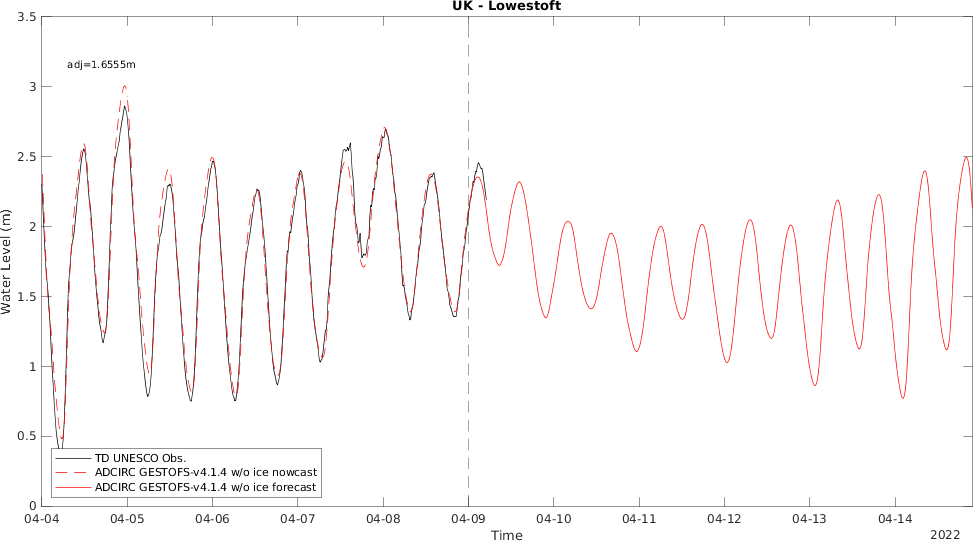 UK - Lowestoft
adj=1.6555m
3.5
3
2.5
2
1.5
1
0.5
0
Water Level (m)
TD UNESCO Obs.
ADCIRC GESTOFS-v4.1.4 w/o ice nowcast
ADCIRC GESTOFS-v4.1.4 w/o ice forecast
04-04 04-05 04-06 04-07 04-08 04-09 04-10 04-11 04-12 04-13 04-14
Time
2022